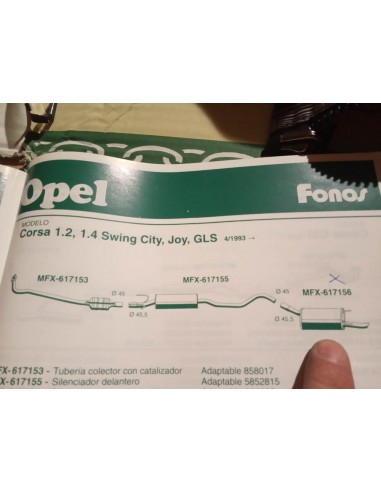 Opel
Fonos
MODELO
Corsa 1.2, 1.4 Swing City, Joy, GLS 4/1993 →
MFX-617153
MFX-617155
MFX-617156
Ø 45
Ø 45
Ø 45,5
Ø 45,5
FX-617153 - Tubería colector con catalizador Adaptable 858017
X-617155 - Silenciador delantero Adaptable 5852815